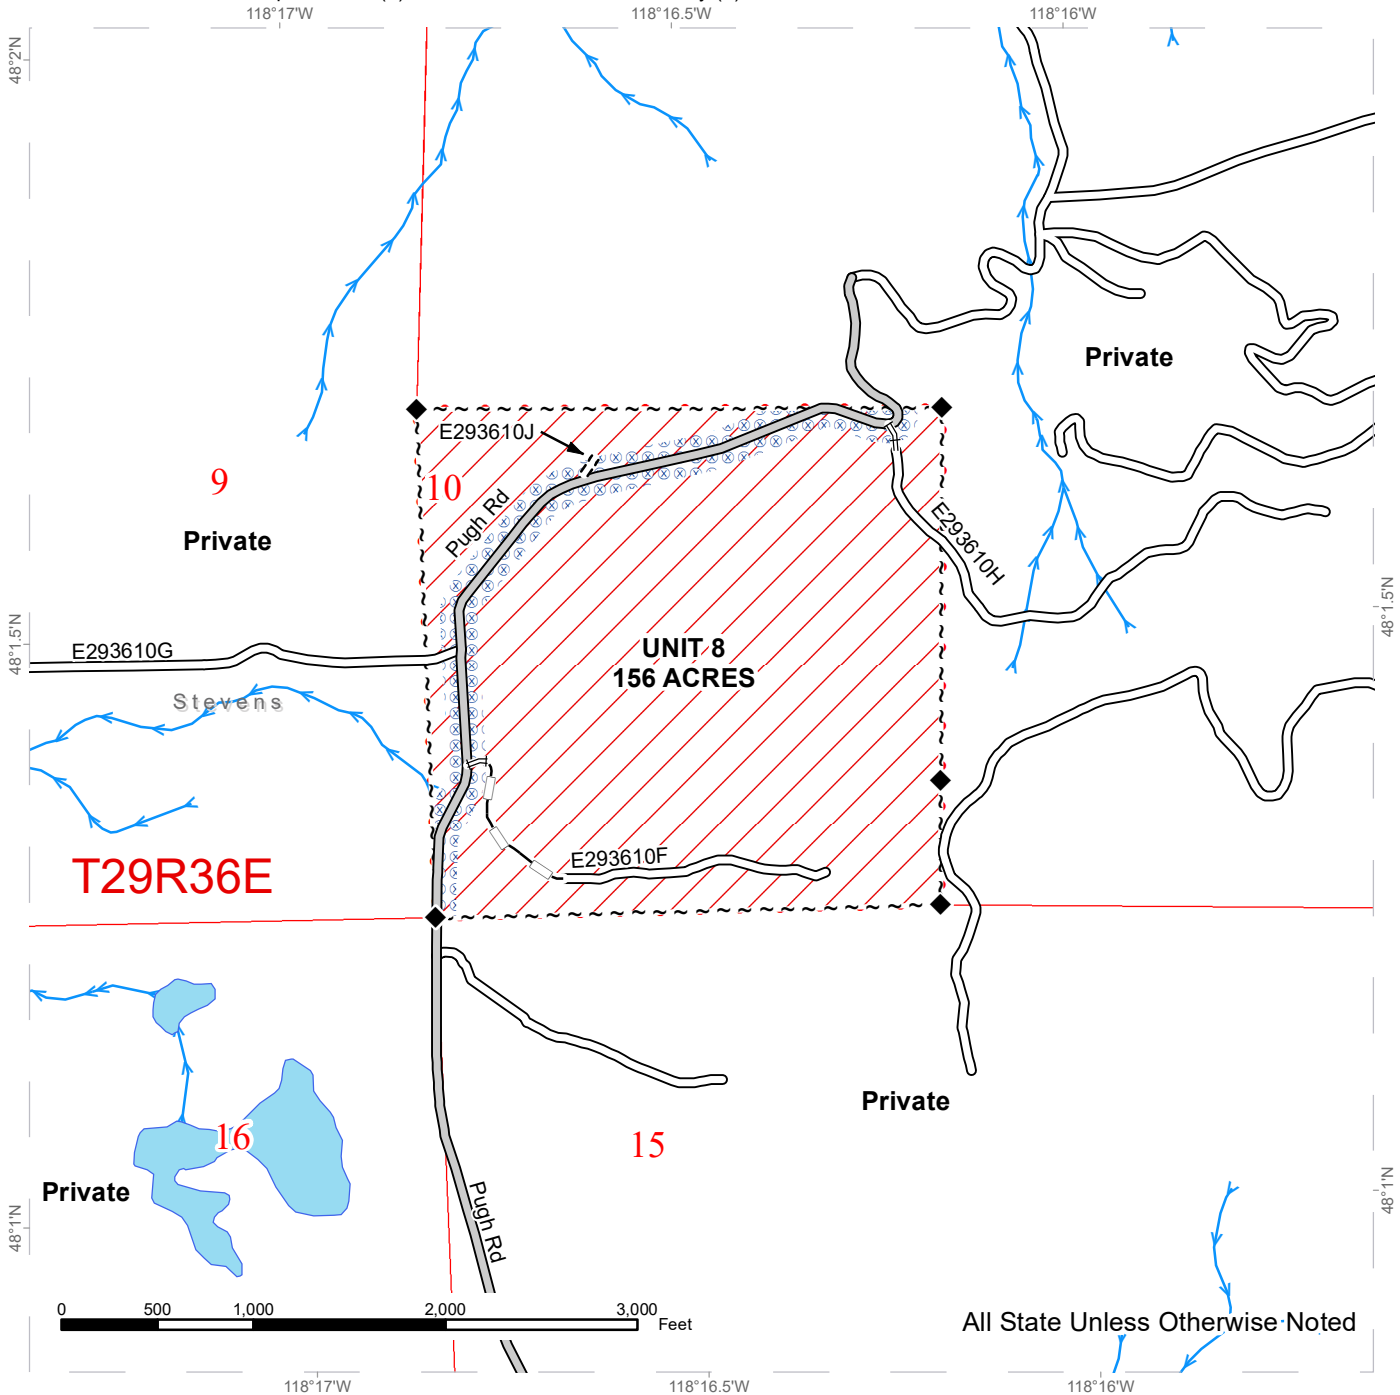 118°17'W
118°16.5'W
118°16'W
48°2'N
Private
E293610J
9
10
Private
Pugh Rd
E293610H
48°1.5'N
48°1.5'N
E293610G
UNIT 8
156 ACRES
Stevens
T29R36E
E293610F
Private
16
15
Private
Pugh Rd
48°1'N
48°1'N
0
500
1,000
2,000
3,000
Feet
All State Unless Otherwise Noted
118°17'W
118°16.5'W
118°16'W